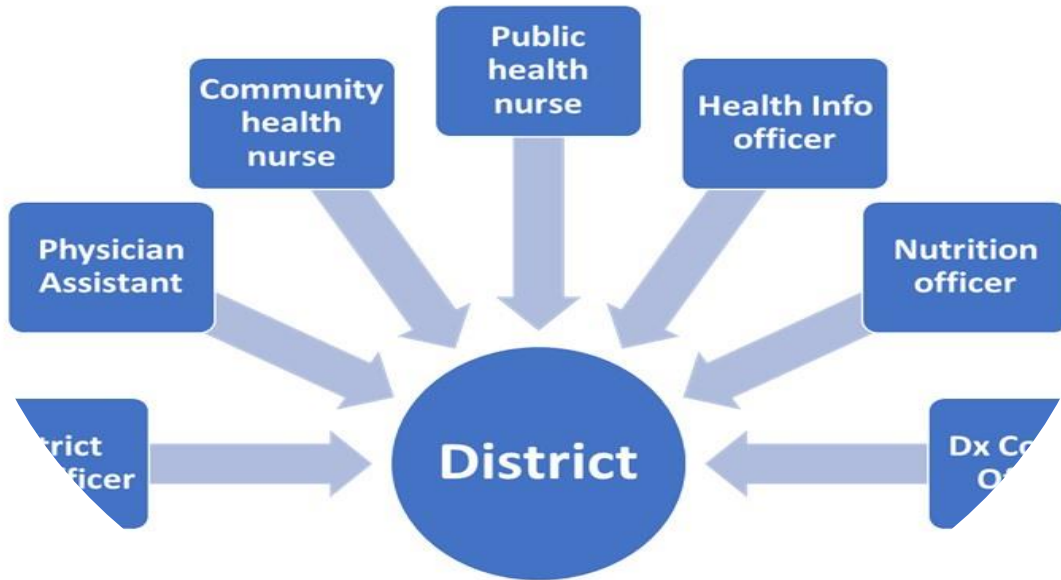 Public
health
nurse
Community
health
nurse
Health Info
officer
Physician
Assistant
Nutrition
officer
District
Dx